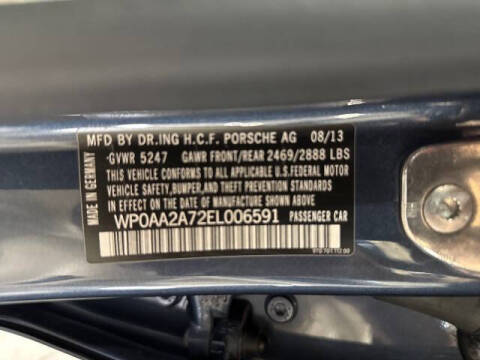 MFD BY DR.ING H.C.F. PORSCHE AG 08/13
GVWR 5247 GAWR FRONT/REAR 2469/2888 LBS
THIS VEHICLE CONFORMS TO ALL APPLICABLE U.S.FEDERAL MOTOR
VEHICLE SAFETY,BUMPER,AND THEFT PREVENTION STANDARDS
IN EFFECT ON THE DATE OF MANUFACTURE SHOWN ABOVE
WP0AA2A72EL006591 PASSENGER CAR
MADE IN GERMANY